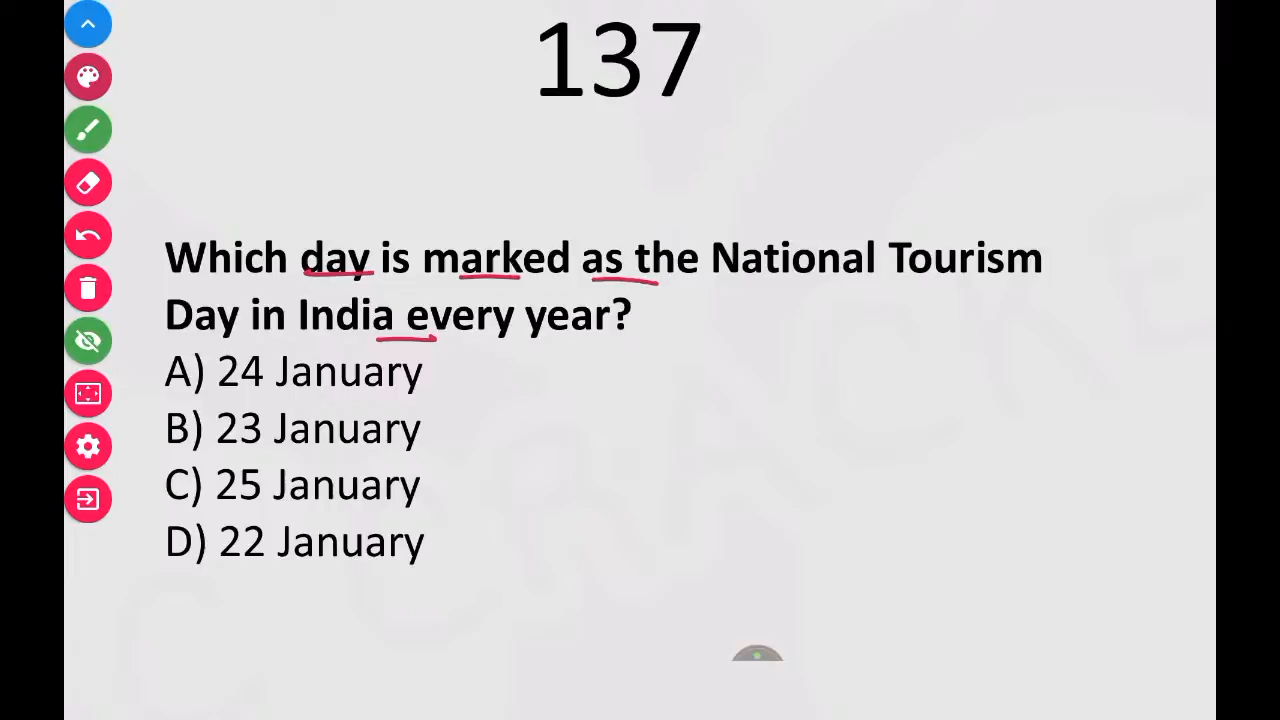 137
Which day is marked as the National Tourism
Day in India every year?
A) 24 January
B) 23 January
C) 25 January
D) 22 January